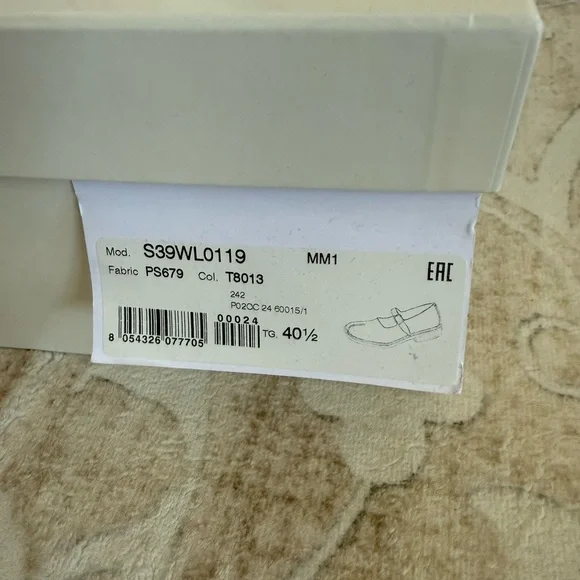 Mod. S39WL0119 MM1
EAC
Fabric PS679 Col. T8013
242
P02OC 24 60015/1
00024
8 054326 077705
TG. 40½